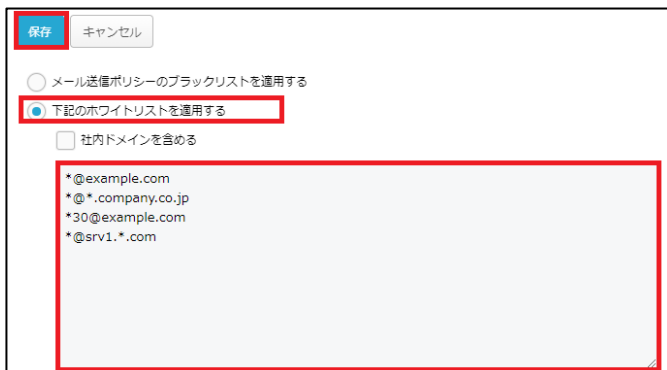 保存 キャンセル
メール送信ポリシーのブラックリストを適用する
下記のホワイトリストを適用する
社内ドメインを含める
*@example.com
*@*.company.co.jp
*30@example.com
*@srv1.*.com